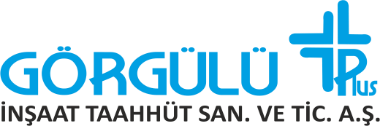 GÖRGÜLÜ Plus
İNŞAAT TAAHHÜT SAN. VE TİC. A.Ş.